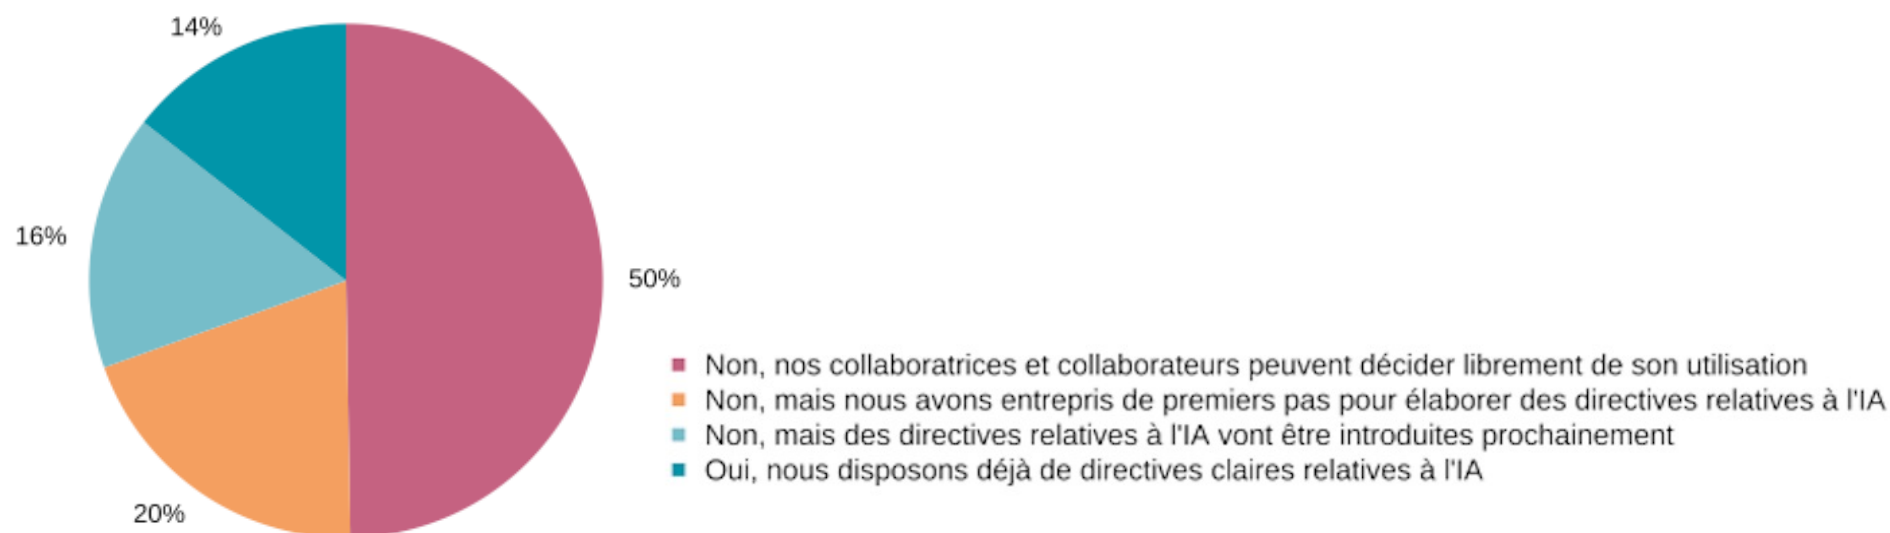 14%
16%
50%
20%
Non, nos collaboratrices et collaborateurs peuvent décider librement de son utilisation
Non, mais nous avons entrepris de premiers pas pour élaborer des directives relatives à l'IA
Non, mais des directives relatives à l'IA vont être introduites prochainement
Oui, nous disposons déjà de directives claires relatives à l'IA